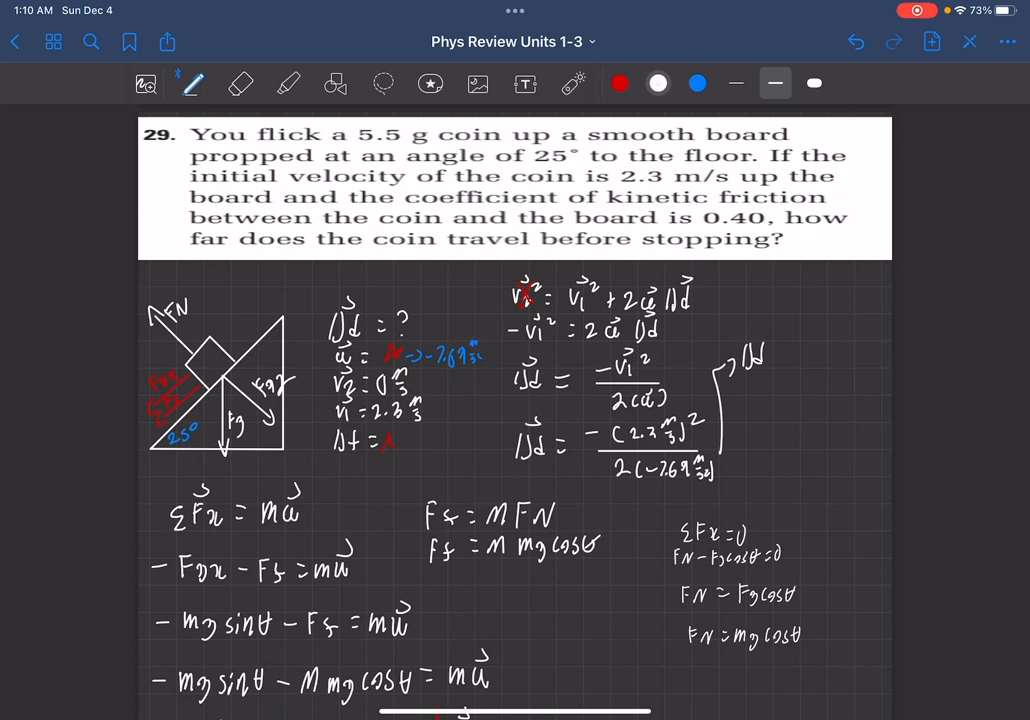 1:10 AM Sun Dec 4
73%
Phys Review Units 1-3
29. You flick a 5.5 g coin up a smooth board
propped at an angle of 25° to the floor. If the
initial velocity of the coin is 2.3 m/s up the
board and the coefficient of kinetic friction
between the coin and the board is 0.40, how
far does the coin travel before stopping?
FN
Fgx
Ff
Fgy
Fg
25°
Δd = ?
a = → -7.69 m/s²
v2 = 0 m/s
v1 = 2.3 m/s
Δt = x
v2² = v1² + 2aΔd
-v1² = 2aΔd
Δd = -v1² / 2(a)
Δd = -(2.3 m/s)² / 2(-7.69 m/s²)
Δd
ΣFx = ma
-Fgx - Ff = ma
-mg sinθ - Ff = ma
-mg sinθ - μ mg cosθ = ma
Ff = μ FN
Ff = μ mg cosθ
ΣFx = 0
FN - Fg cosθ = 0
FN = Fg cosθ
FN = mg cosθ